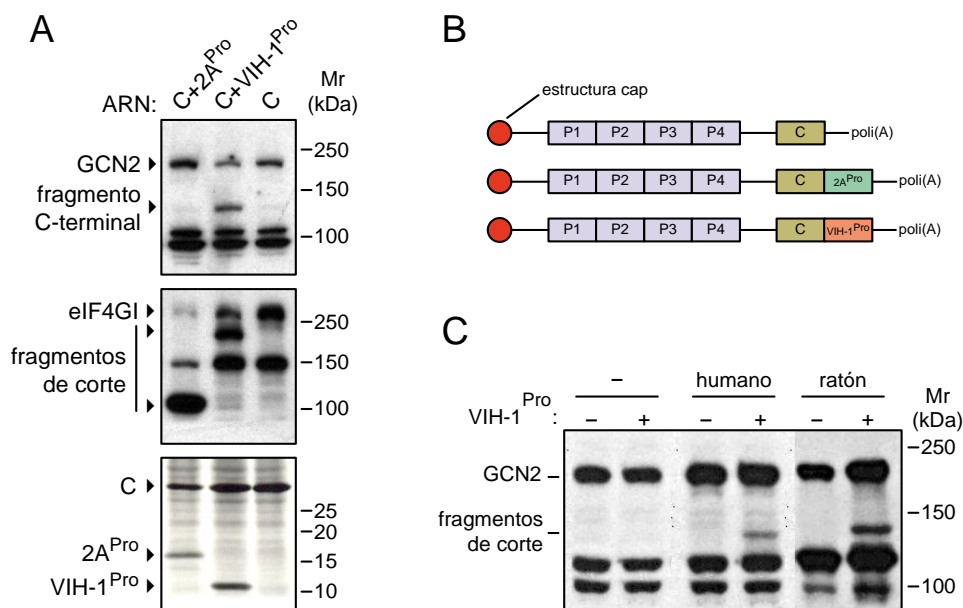 A
ARN:
C+2A^Pro
C+VIH-1^Pro
C
Mr
(kDa)
GCN2
fragmento
C-terminal
250
150
100
eIF4GI
fragmentos
de corte
250
150
100
C
2A^Pro
VIH-1^Pro
25
20
15
10
B
estructura cap
P1 P2 P3 P4 C poli(A)
P1 P2 P3 P4 C 2A^Pro poli(A)
P1 P2 P3 P4 C VIH-1^Pro poli(A)
C
– humano ratón
VIH-1^Pro : – + – + – +
Mr
(kDa)
GCN2
fragmentos
de corte
250
150
100